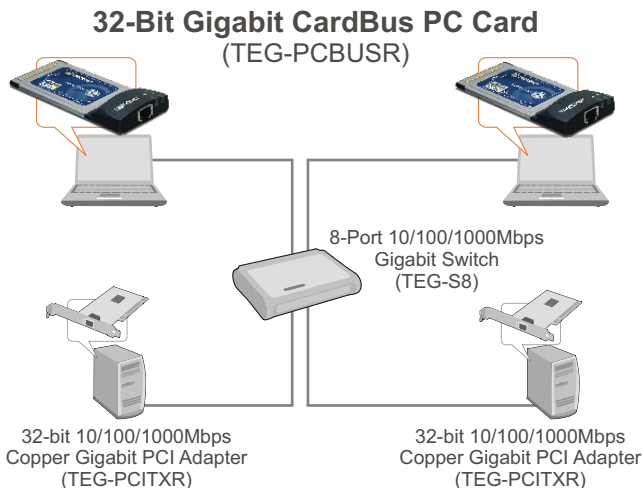 32-Bit Gigabit CardBus PC Card
(TEG-PCBUSR)
8-Port 10/100/1000Mbps
Gigabit Switch
(TEG-S8)
32-bit 10/100/1000Mbps
Copper Gigabit PCI Adapter
(TEG-PCITXR)
32-bit 10/100/1000Mbps
Copper Gigabit PCI Adapter
(TEG-PCITXR)